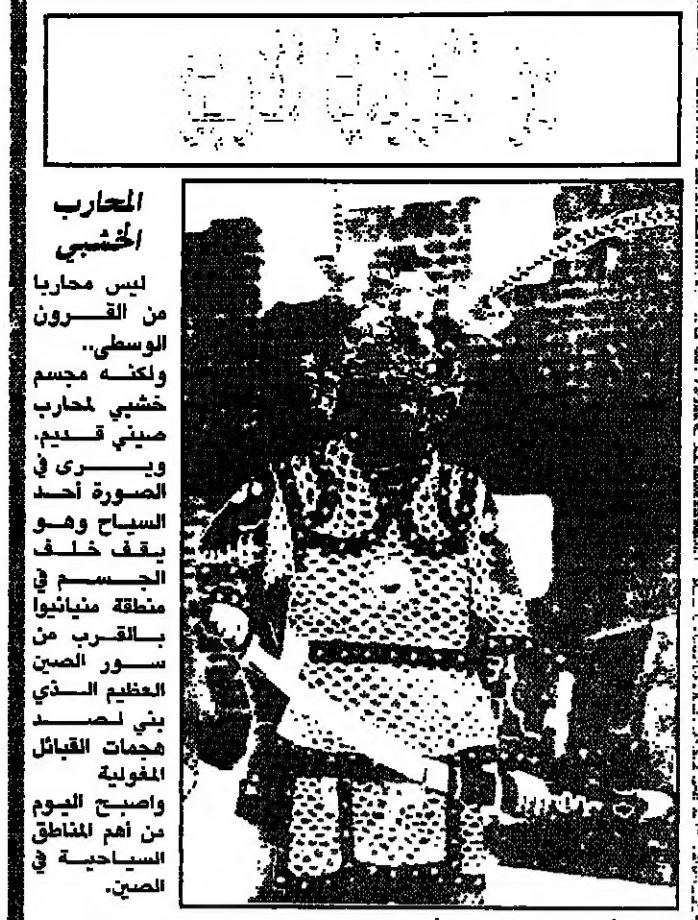 المحارب
الخشبي
ليس محاربا
من القرون
الوسطى..
ولكنه مجسم
خشبي لمحارب
صيني قديم.
ويرى في
الصورة أحد
السياح وهو
يقف خلف
الجسم في
منطقة منيانيوا
بالقرب من
سور الصين
العظيم الذي
بني لصد
هجمات القبائل
المغولية
واصبح اليوم
من أهم المناطق
السياحية في
الصين.